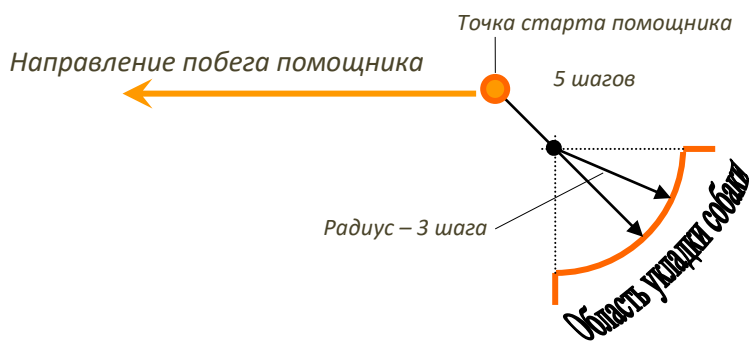 Точка старта помощника
Направление побега помощника
5 шагов
Радиус – 3 шага
Область укладки собаки